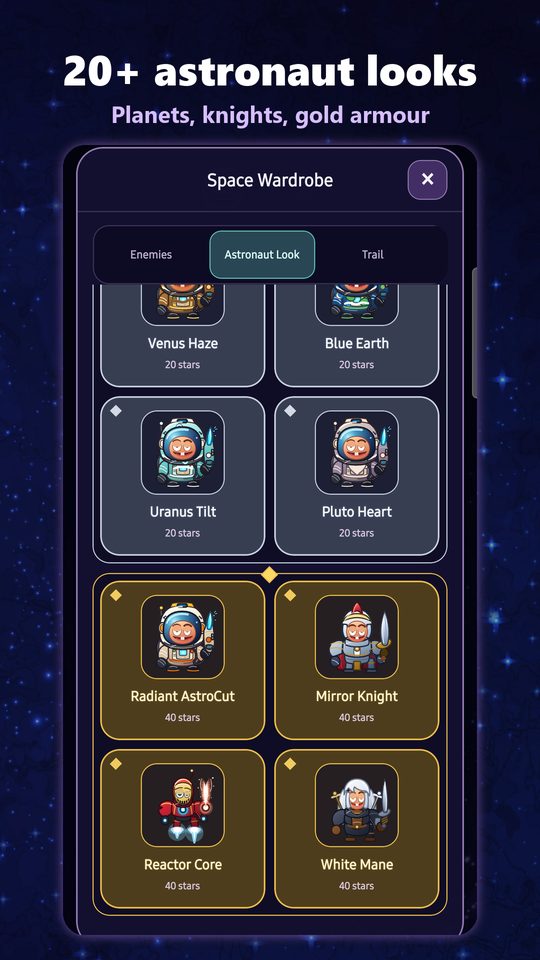 20+ astronaut looks
Planets, knights, gold armour
Space Wardrobe
×
Enemies
Astronaut Look
Trail
Venus Haze
Blue Earth
20 stars
20 stars
Uranus Tilt
Pluto Heart
20 stars
20 stars
Radiant AstroCut
Mirror Knight
40 stars
40 stars
Reactor Core
White Mane
40 stars
40 stars